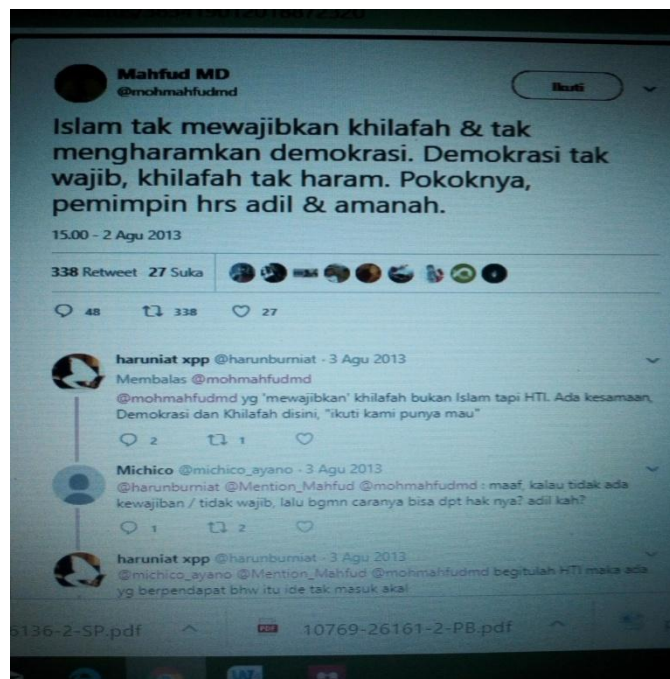 Mahfud MD
@mohmahfudmd
Ikuti
Islam tak mewajibkan khilafah & tak
mengharamkan demokrasi. Demokrasi tak
wajib, khilafah tak haram. Pokoknya,
pemimpin hrs adil & amanah.
15.00 - 2 Agu 2013
338 Retweet 27 Suka
48 338 27
haruniat xpp @harunburniat - 3 Agu 2013
Membalas @mohmahfudmd
@mohmahfudmd yg 'mewajibkan' khilafah bukan Islam tapi HTI. Ada kesamaan,
Demokrasi dan Khilafah disini, "ikuti kami punya mau"
2 1
Michico @michico_ayano - 3 Agu 2013
@harunburniat @Mention_Mahfud @mohmahfudmd : maaf, kalau tidak ada
kewajiban / tidak wajib, lalu bgmn caranya bisa dpt hak nya? adil kah?
1 2
haruniat xpp @harunburniat - 3 Agu 2013
@michico_ayano @Mention_Mahfud @mohmahfudmd begitulah HTI maka ada
yg berpendapat bhw itu ide tak masuk akal
6136-2-SP.pdf PDF 10769-26161-2-PB.pdf